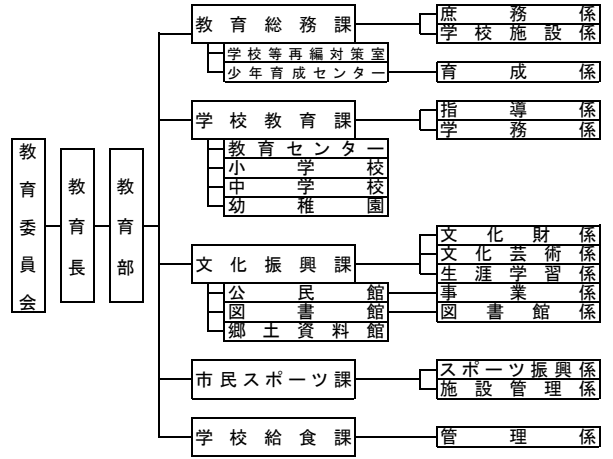 教育委員会
教育長
教育部
教育総務課
庶務係
学校施設係
学校等再編対策室
少年育成センター
育成係
学校教育課
指導係
学務係
教育センター
小学校
中学校
幼稚園
文化振興課
文化財係
文化芸術係
生涯学習係
公民館
事業係
図書館
図書館係
郷土資料館
市民スポーツ課
スポーツ振興係
施設管理係
学校給食課
管理係